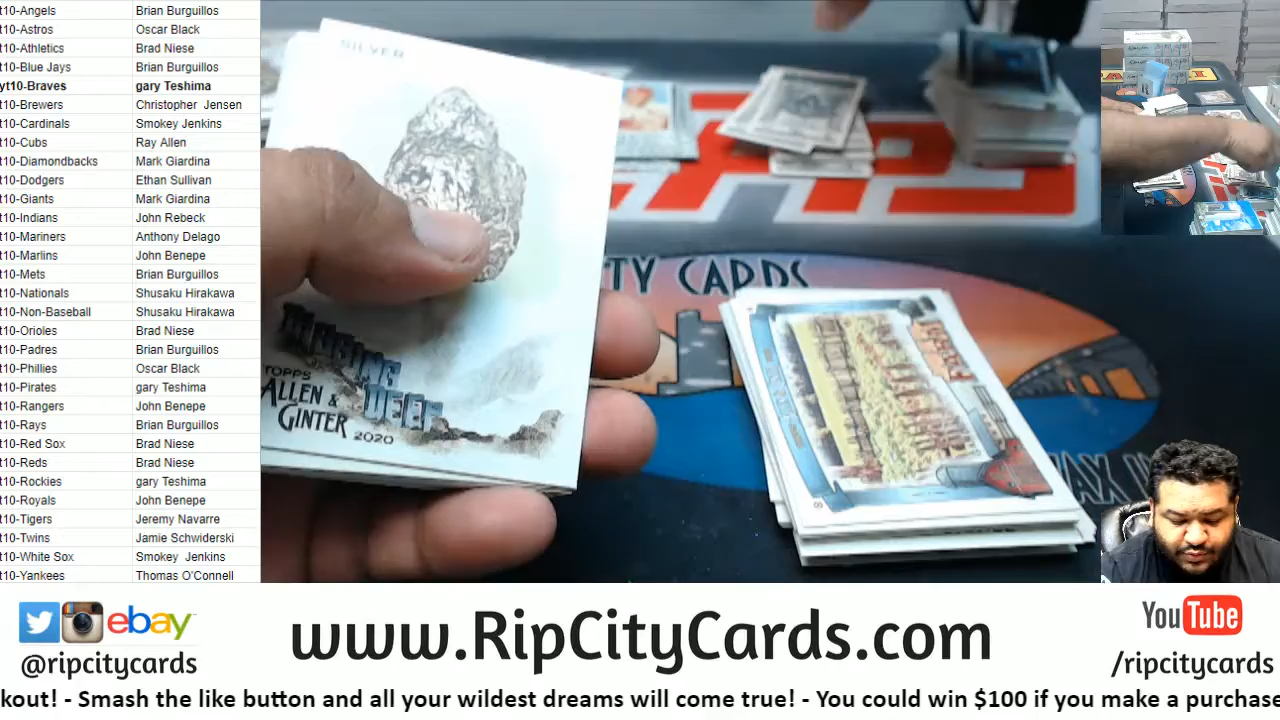 t10-Angels Brian Burguillos
t10-Astros Oscar Black
t10-Athletics Brad Niese
t10-Blue Jays Brian Burguillos
yt10-Braves gary Teshima
t10-Brewers Christopher Jensen
t10-Cardinals Smokey Jenkins
t10-Cubs Ray Allen
t10-Diamondbacks Mark Giardina
t10-Dodgers Ethan Sullivan
t10-Giants Mark Giardina
t10-Indians John Rebeck
t10-Mariners Anthony Delago
t10-Marlins John Benepe
t10-Mets Brian Burguillos
t10-Nationals Shusaku Hirakawa
t10-Non-Baseball Shusaku Hirakawa
t10-Orioles Brad Niese
t10-Padres Brian Burguillos
t10-Phillies Oscar Black
t10-Pirates gary Teshima
t10-Rangers John Benepe
t10-Rays Brian Burguillos
t10-Red Sox Brad Niese
t10-Reds Brad Niese
t10-Rockies gary Teshima
t10-Royals John Benepe
t10-Tigers Jeremy Navarre
t10-Twins Jamie Schwiderski
t10-White Sox Smokey Jenkins
t10-Yankees Thomas O'Connell
SILVER
MINING
DEEP
TOPPS
ALLEN &
GINTER 2020
TY CARDS
WAX
ebay
@ripcitycards
www.RipCityCards.com
YouTube
/ripcitycards
kout! - Smash the like button and all your wildest dreams will come true! - You could win $100 if you make a purchase